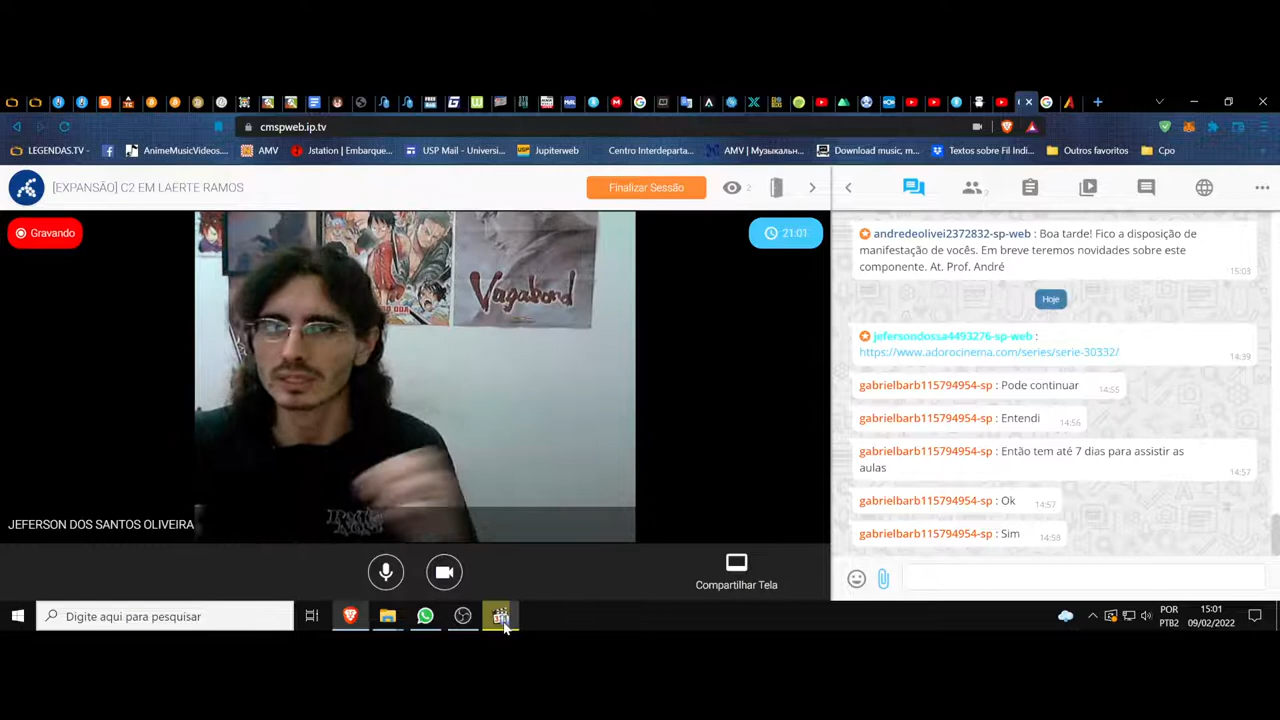 cmspweb.ip.tv
LEGENDAS.TV
AnimeMusicVideos...
AMV
Jstation | Embarque...
USP Mail - Universi...
Jupiterweb
Centro Interdeparta...
AMV | Музыкальн...
Download music, m...
Textos sobre Fil Indi...
Outros favoritos
Cpo
[EXPANSÃO] C2 EM LAERTE RAMOS
Finalizar Sessão
2
Gravando
21:01
Vagabond
JEFERSON DOS SANTOS OLIVEIRA
Compartilhar Tela
2
andredeolivei2372832-sp-web : Boa tarde! Fico a disposição de
manifestação de vocês. Em breve teremos novidades sobre este
componente. At. Prof. André
15:03
Hoje
jefersondossa4493276-sp-web :
https://www.adorocinema.com/series/serie-30332/
14:39
gabrielbarb115794954-sp : Pode continuar
14:55
gabrielbarb115794954-sp : Entendi
14:56
gabrielbarb115794954-sp : Então tem até 7 dias para assistir as
aulas
14:57
gabrielbarb115794954-sp : Ok
14:57
gabrielbarb115794954-sp : Sim
14:58
Digite aqui para pesquisar
POR
PTB2
15:01
09/02/2022